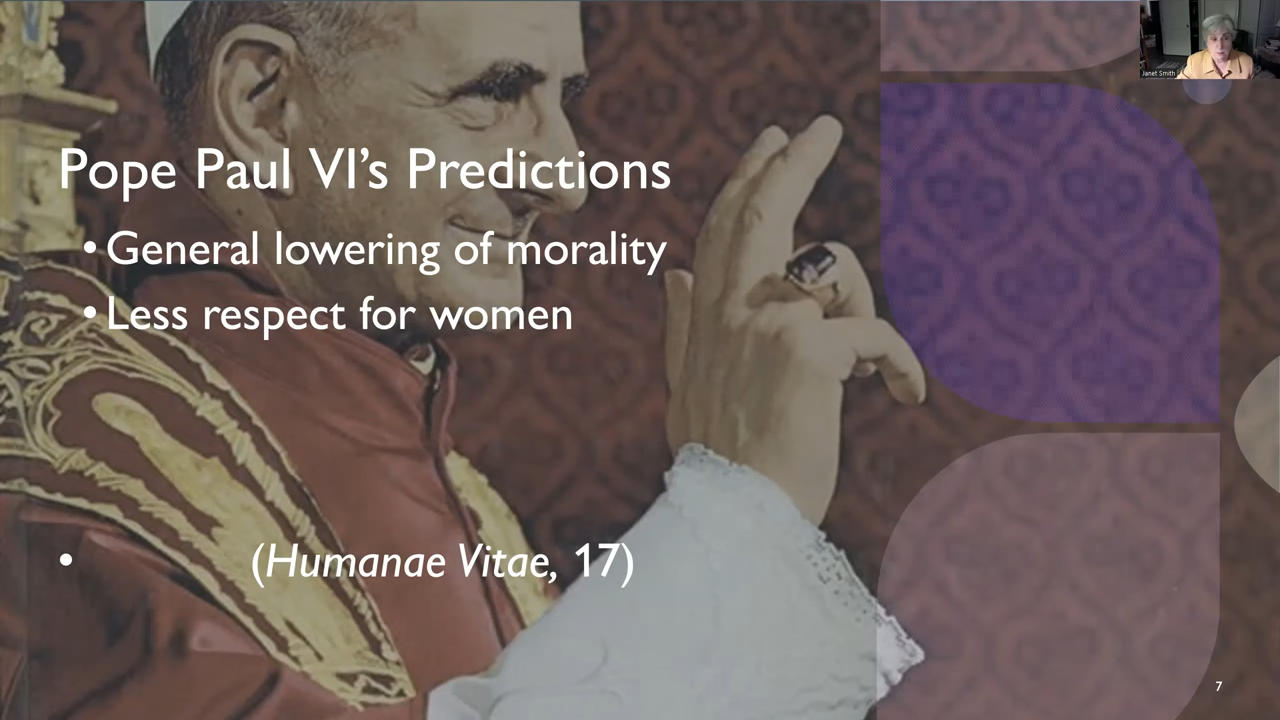 Janet Smith
Pope Paul VI’s Predictions
• General lowering of morality
• Less respect for women
• (Humanae Vitae, 17)
7